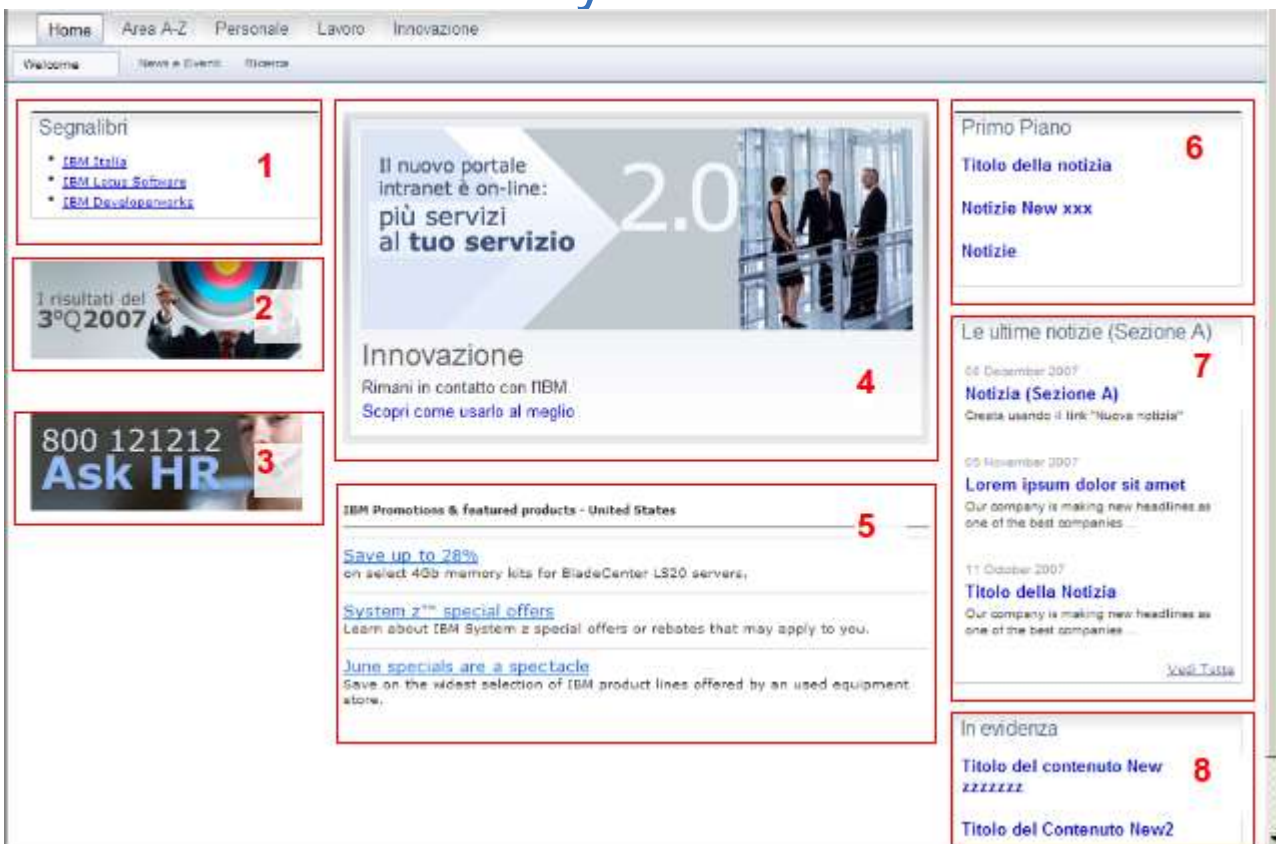 Home Area A-Z Personale Lavoro Innovazione
Welcome News e Eventi Ricerca
Segnalibri
1
IBM Italia
IBM Lotus Software
IBM Developerworks
I risultati del
3°Q2007
2
800 121212
Ask HR
3
Il nuovo portale
intranet è on-line:
più servizi
al tuo servizio
2.0
Innovazione
Rimani in contatto con l'IBM
Scopri come usarlo al meglio
4
IBM Promotions & featured products - United States
5
Save up to 28%
on select 4Gb memory kits for BladeCenter LS20 servers.
System z™ special offers
Learn about IBM System z special offers or rebates that may apply to you.
June specials are a spectacle
Save on the widest selection of IBM product lines offered by an used equipment
store.
Primo Piano
6
Titolo della notizia
Notizie New xxx
Notizie
Le ultime notizie (Sezione A)
7
06 December 2007
Notizia (Sezione A)
Creata usando il link "Nuova notizia"
05 November 2007
Lorem ipsum dolor sit amet
Our company is making new headlines as
one of the best companies ...
11 October 2007
Titolo della Notizia
Our company is making new headlines as
one of the best companies ...
Vedi Tutte
In evidenza
8
Titolo del contenuto New
zzzzzzz
Titolo del Contenuto New2